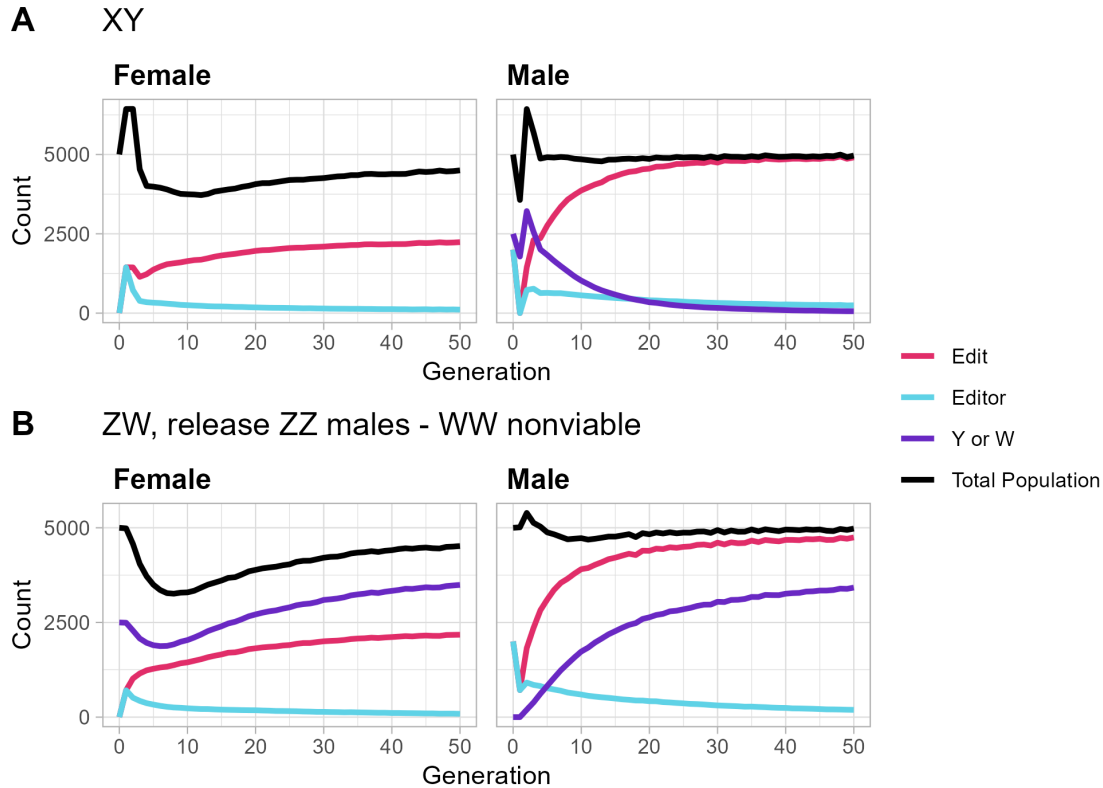 A XY
Female Male
5000
2500
0
Count
0 10 20 30 40 50 0 10 20 30 40 50
Generation
Edit
Editor
Y or W
Total Population
B ZW, release ZZ males - WW nonviable
Female Male
5000
2500
0
Count
0 10 20 30 40 50 0 10 20 30 40 50
Generation